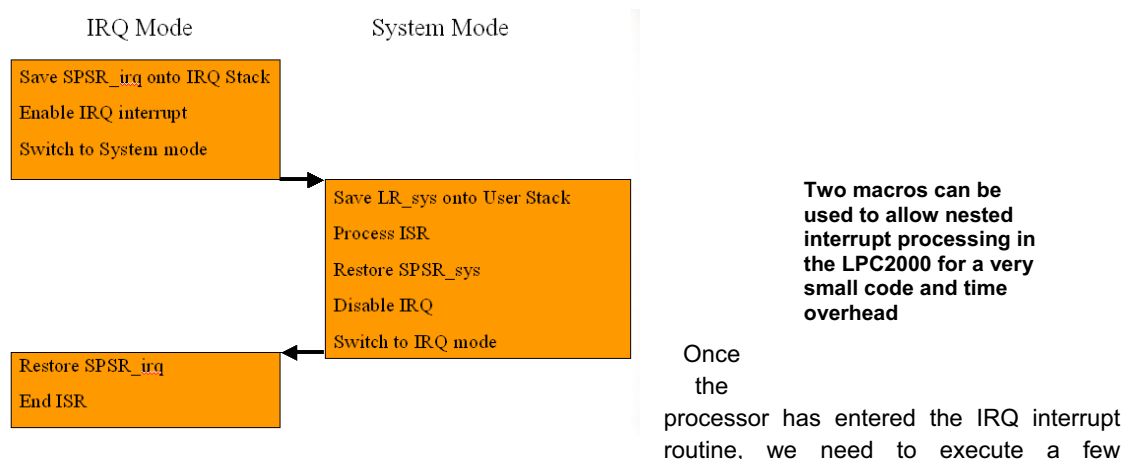 IRQ Mode
System Mode
Save SPSR_irq onto IRQ Stack
Enable IRQ interrupt
Switch to System mode
Save LR_sys onto User Stack
Process ISR
Restore SPSR_sys
Disable IRQ
Switch to IRQ mode
Restore SPSR_irq
End ISR
Two macros can be
used to allow nested
interrupt processing in
the LPC2000 for a very
small code and time
overhead
Once
the
processor has entered the IRQ interrupt
routine, we need to execute a few